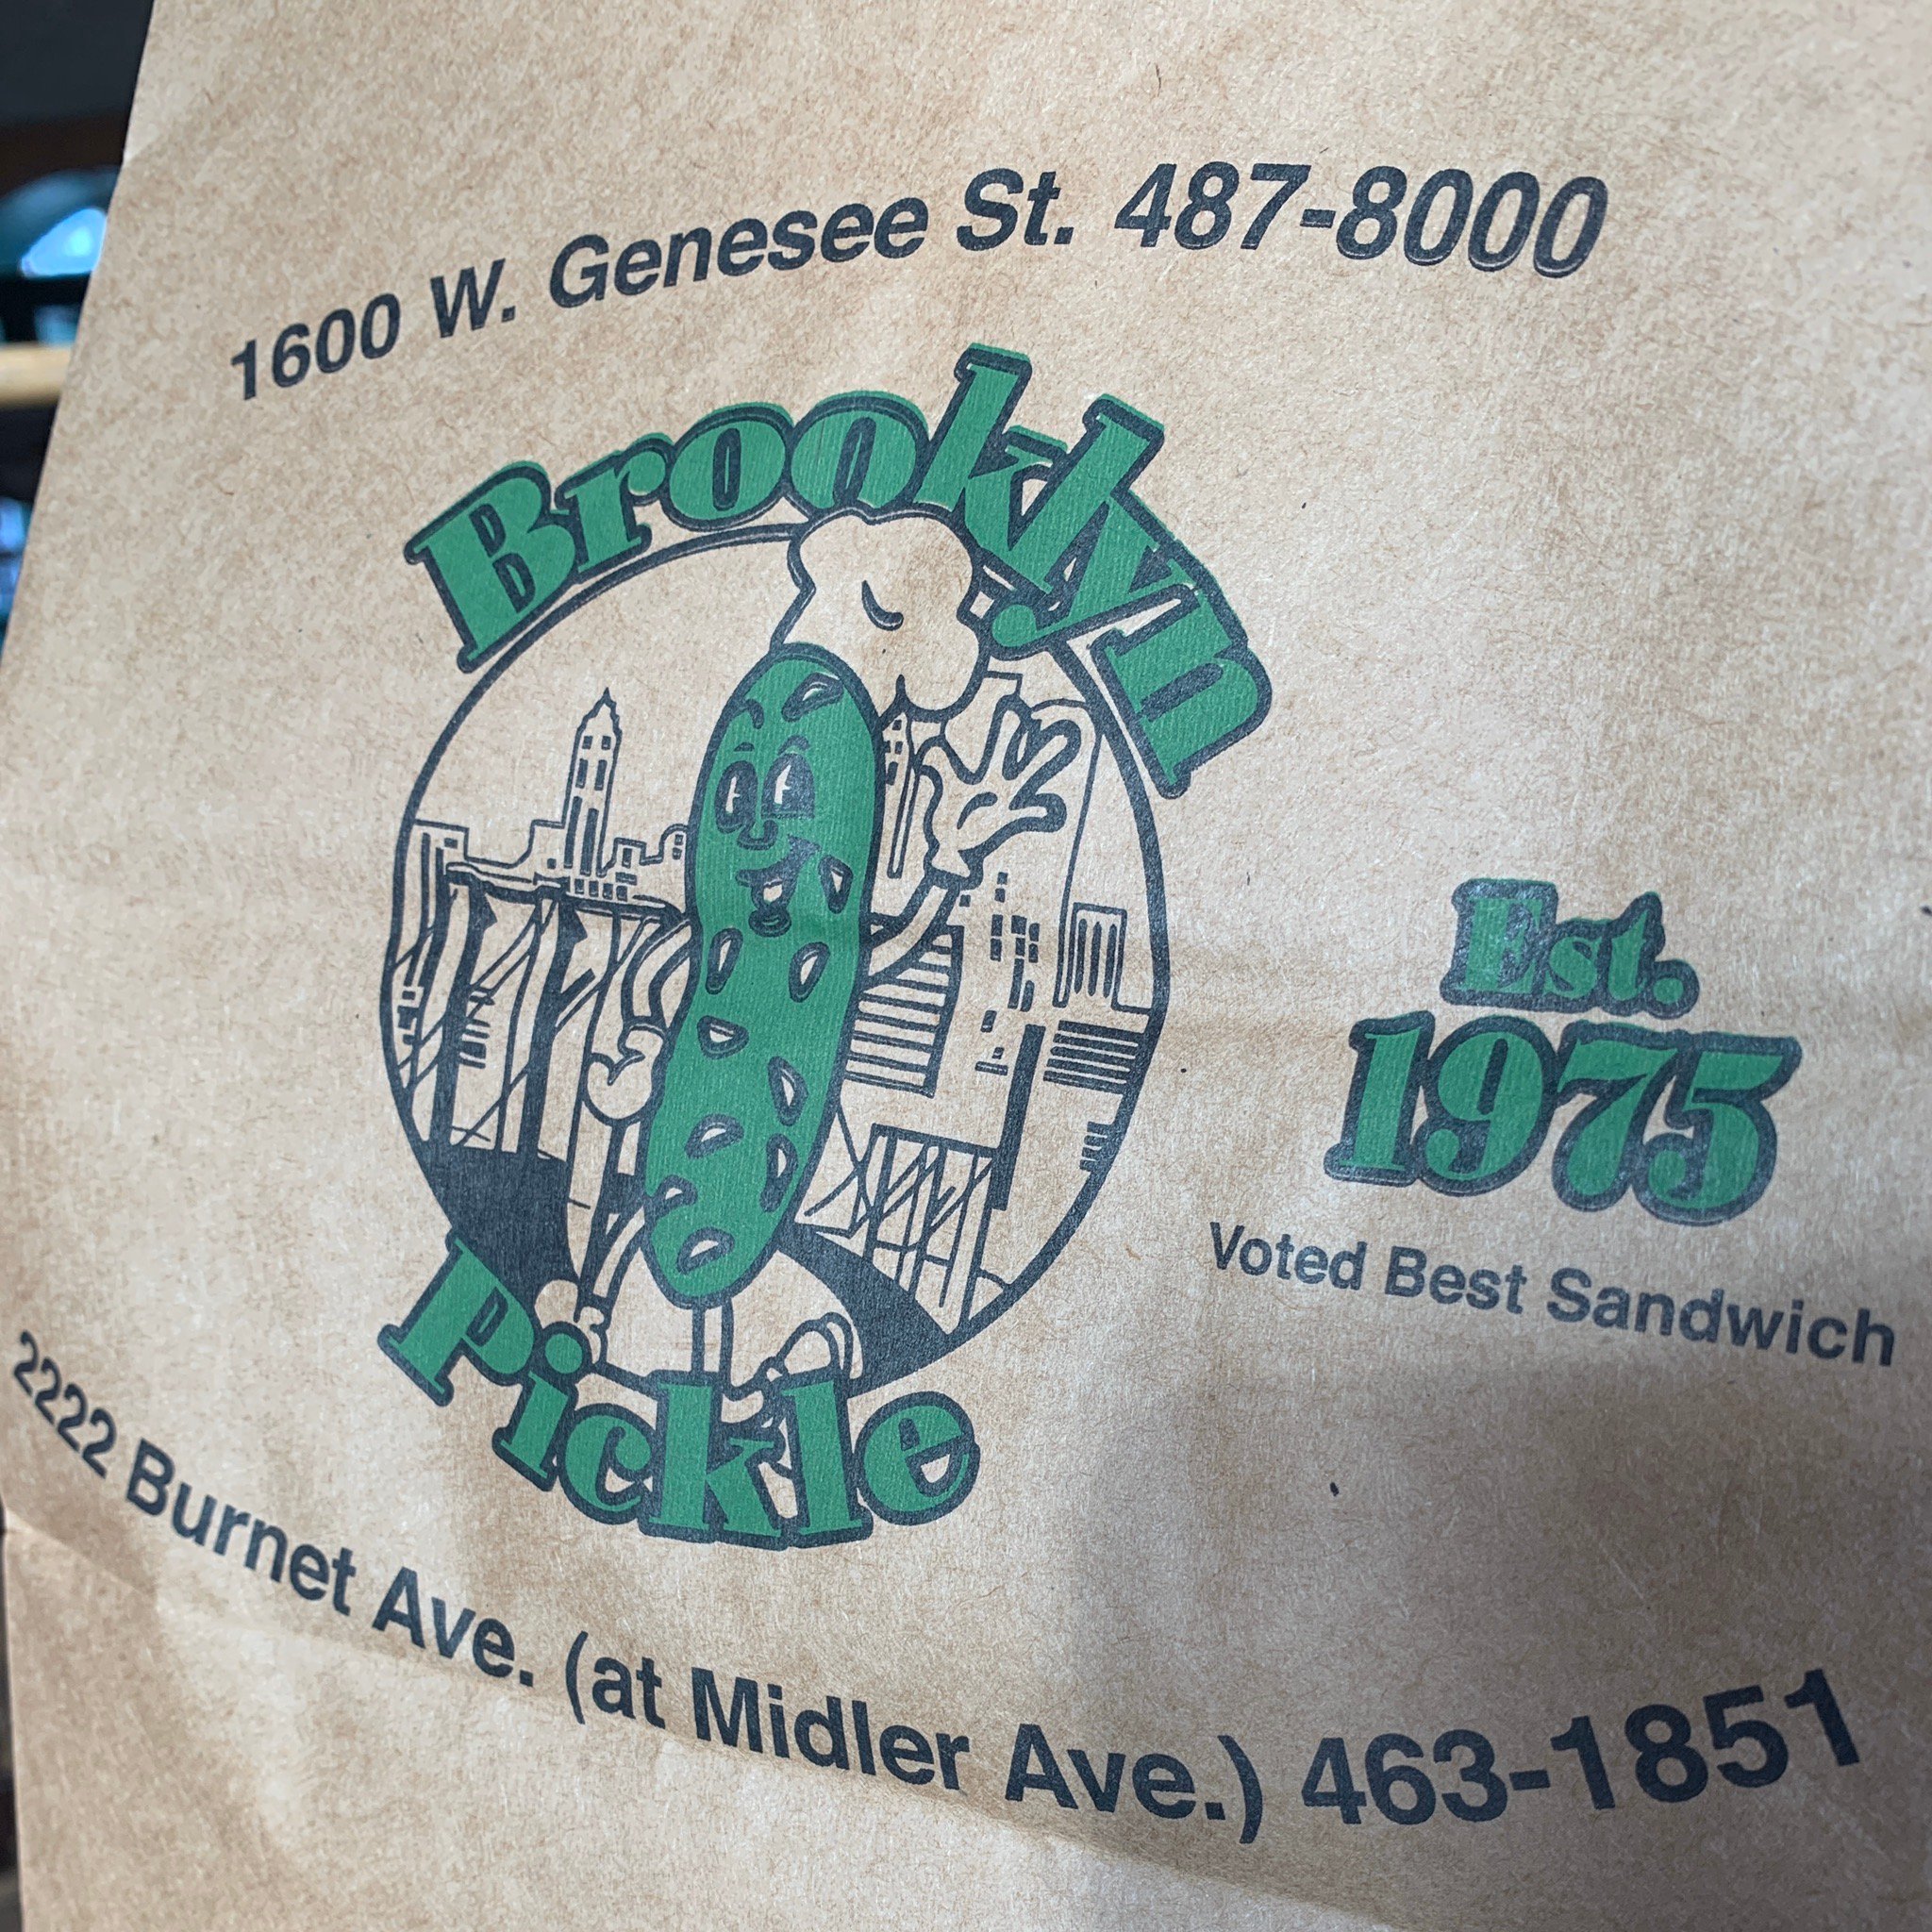 1600 W. Genesee St. 487-8000
Brooklyn
Pickle
Est.
1975
Voted Best Sandwich
2222 Burnet Ave. (at Midler Ave.) 463-1851